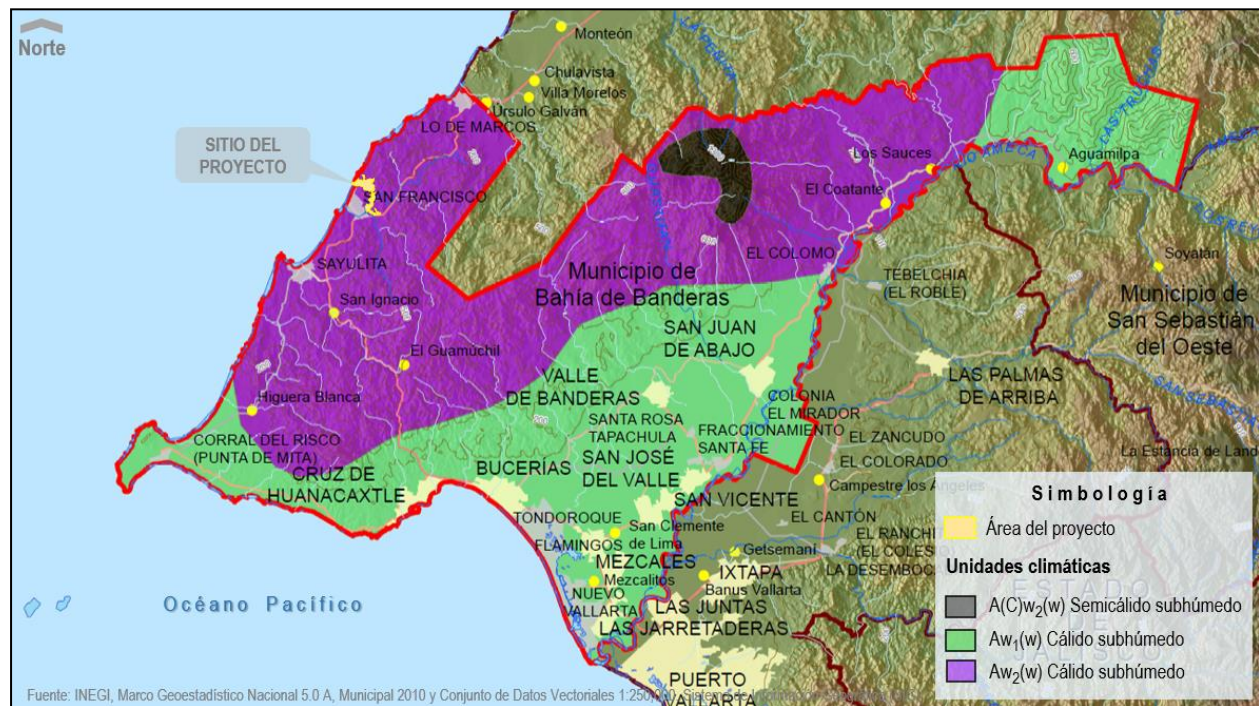 Norte
Monteón
LA PEÑITA
Chulavista
Villa Morelos
Úrsulo Galván
LO DE MARCOS
SITIO DEL
PROYECTO
SAN FRANCISCO
Los Sauces
RIO AMECA
Aguamilpa
El Coatante
SAYULITA
EL COLOMO
Soyatán
Municipio de
Bahía de Banderas
TEBELCHIA
(EL ROBLE)
Municipio de
San Sebastián
del Oeste
San Ignacio
SAN JUAN
DE ABAJO
El Guamúchil
VALLE
DE BANDERAS
LAS PALMAS
DE ARRIBA
Higuera Blanca
COLONIA
EL MIRADOR
SANTA ROSA
TAPACHULA
FRACCIONAMIENTO
SANTA FE
EL ZANCUDO
CORRAL DEL RISCO
(PUNTA DE MITA)
CRUZ DE
HUANACAXTLE
BUCERÍAS
SAN JOSÉ
DEL VALLE
EL COLORADO
Campestre los Ángeles
SAN VICENTE
TONDOROQUE
San Clemente
de Lima
EL CANTÓN
FLAMINGOS
MEZCALES
Getsemaní
IXTAPA
Banus Vallarta
Mezcalitos
NUEVO
VALLARTA
LAS JUNTAS
LAS JARRETADERAS
PUERTO
VALLARTA
Océano Pacífico
Simbología
Área del proyecto
Unidades climáticas
A(C)w₂(w) Semicálido subhúmedo
Aw₁(w) Cálido subhúmedo
Aw₂(w) Cálido subhúmedo
Fuente: INEGI, Marco Geoestadístico Nacional 5.0 A, Municipal 2010 y Conjunto de Datos Vectoriales